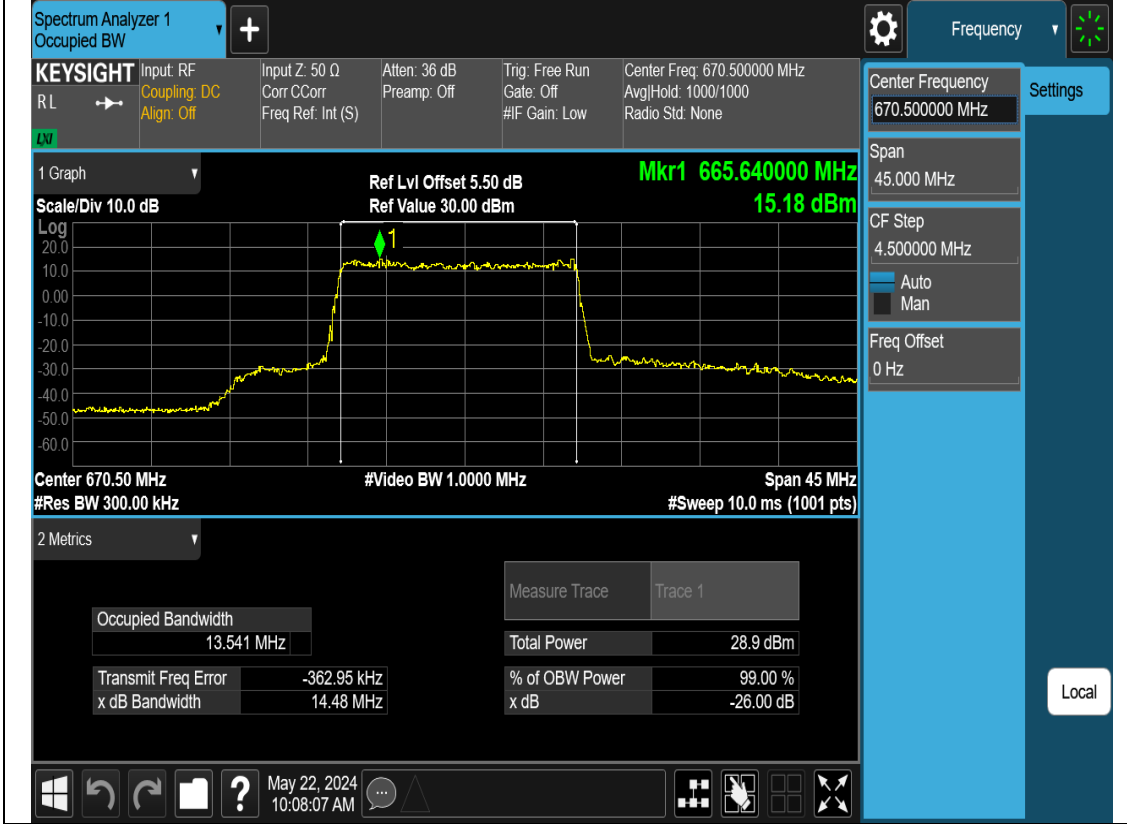 Spectrum Analyzer 1
Occupied BW
Frequency
KEYSIGHT
RL
LXI
Input: RF
Coupling: DC
Align: Off
Input Z: 50 Ω
Corr CCorr
Freq Ref: Int (S)
Atten: 36 dB
Preamp: Off
Trig: Free Run
Gate: Off
#IF Gain: Low
Center Freq: 670.500000 MHz
Avg|Hold: 1000/1000
Radio Std: None
1 Graph
Scale/Div 10.0 dB
Ref Lvl Offset 5.50 dB
Ref Value 30.00 dBm
Mkr1 665.640000 MHz
15.18 dBm
Log
20.0
10.0
0.00
-10.0
-20.0
-30.0
-40.0
-50.0
-60.0
1
Center 670.50 MHz
#Video BW 1.0000 MHz
Span 45 MHz
#Res BW 300.00 kHz
#Sweep 10.0 ms (1001 pts)
2 Metrics
Measure Trace
Trace 1
Occupied Bandwidth
13.541 MHz
Total Power
28.9 dBm
Transmit Freq Error
-362.95 kHz
% of OBW Power
99.00 %
x dB Bandwidth
14.48 MHz
x dB
-26.00 dB
Center Frequency
670.500000 MHz
Settings
Span
45.000 MHz
CF Step
4.500000 MHz
Auto
Man
Freq Offset
0 Hz
Local
?
May 22, 2024
10:08:07 AM